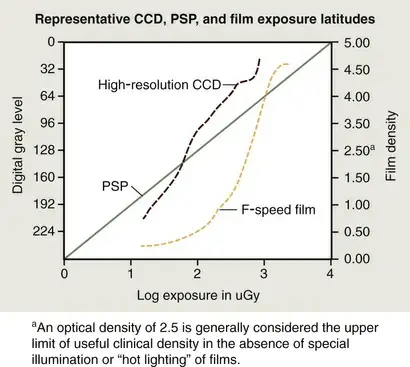 Representative CCD, PSP, and film exposure latitudes
0
32
64
96
128
160
192
224
Digital gray level
5.00
4.50
4.00
3.50
2.50ᵃ
1.50
1.00
0.50
0.00
Film density
High-resolution CCD
PSP
F-speed film
0 1 2 3 4
Log exposure in uGy
ᵃAn optical density of 2.5 is generally considered the upper
limit of useful clinical density in the absence of special
illumination or “hot lighting” of films.